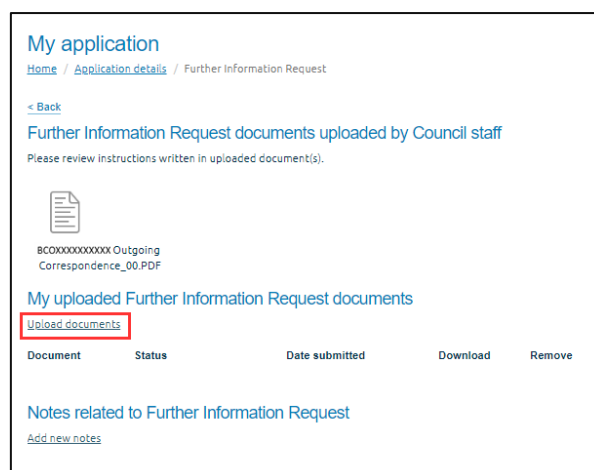 My application
Home / Application details / Further Information Request
< Back
Further Information Request documents uploaded by Council staff
Please review instructions written in uploaded document(s).
BCOXXXXXXXXXX Outgoing
Correspondence_00.PDF
My uploaded Further Information Request documents
Upload documents
Document Status Date submitted Download Remove
Notes related to Further Information Request
Add new notes